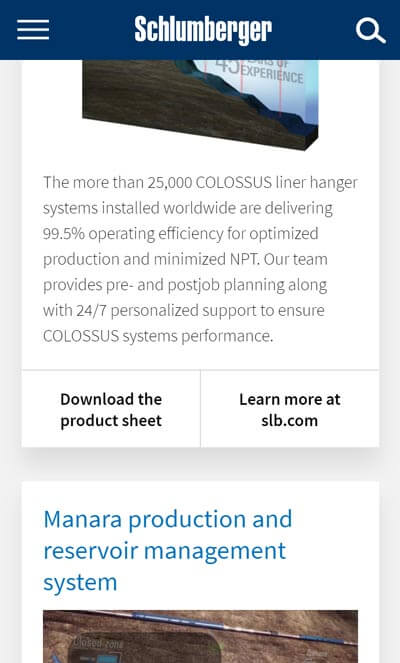 Schlumberger
45 YEARS OF
EXPERIENCE
The more than 25,000 COLOSSUS liner hanger
systems installed worldwide are delivering
99.5% operating efficiency for optimized
production and minimized NPT. Our team
provides pre- and postjob planning along
with 24/7 personalized support to ensure
COLOSSUS systems performance.
Download the
product sheet
Learn more at
slb.com
Manara production and
reservoir management
system
Closed-zone